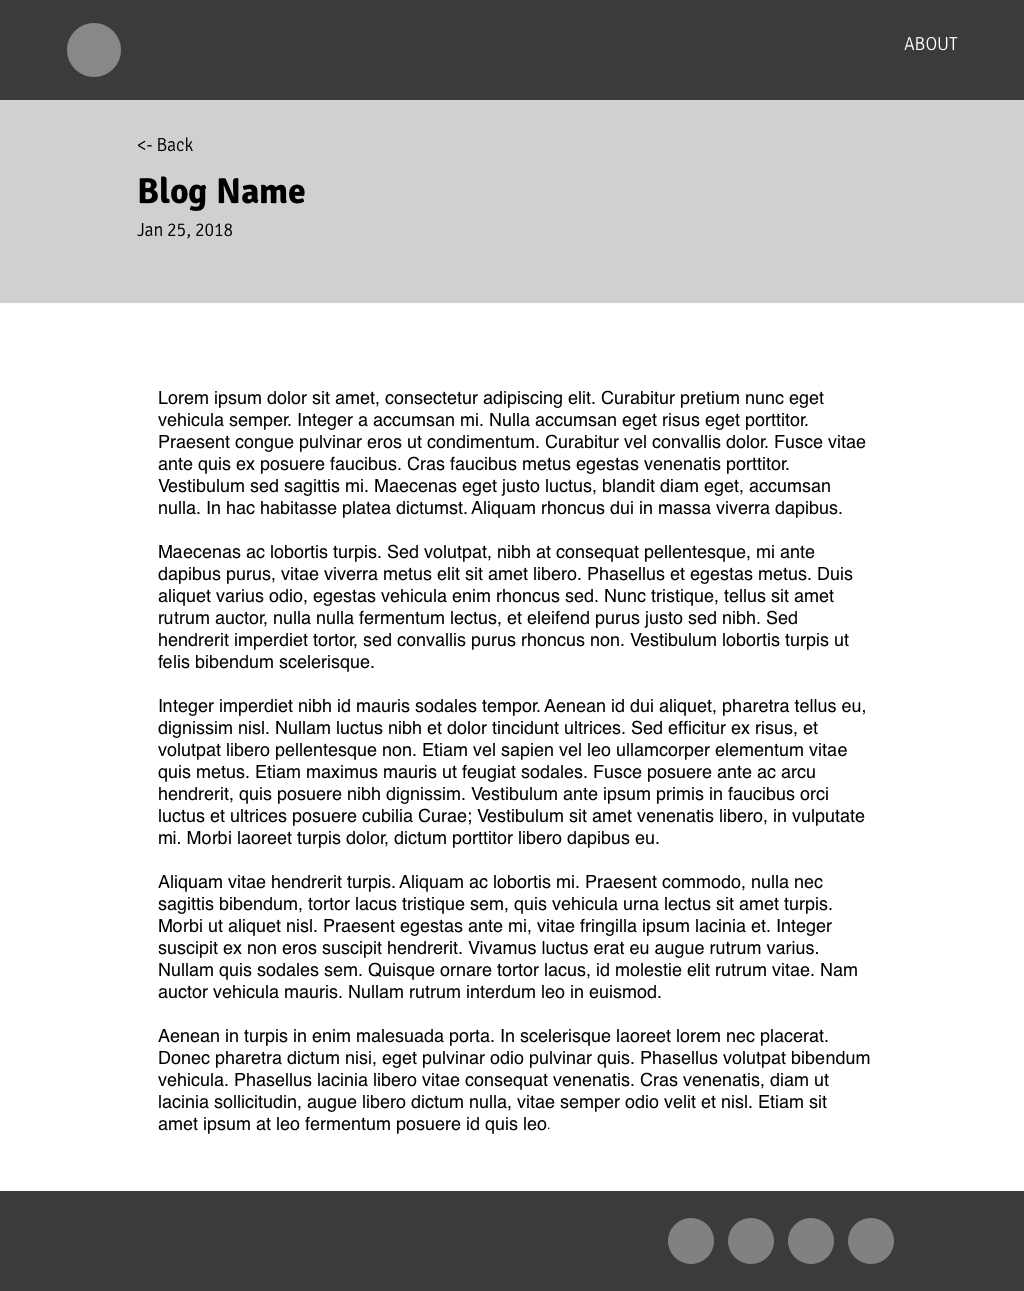 ABOUT
<- Back
Blog Name
Jan 25, 2018
Lorem ipsum dolor sit amet, consectetur adipiscing elit. Curabitur pretium nunc eget
vehicula semper. Integer a accumsan mi. Nulla accumsan eget risus eget porttitor.
Praesent congue pulvinar eros ut condimentum. Curabitur vel convallis dolor. Fusce vitae
ante quis ex posuere faucibus. Cras faucibus metus egestas venenatis porttitor.
Vestibulum sed sagittis mi. Maecenas eget justo luctus, blandit diam eget, accumsan
nulla. In hac habitasse platea dictumst. Aliquam rhoncus dui in massa viverra dapibus.
Maecenas ac lobortis turpis. Sed volutpat, nibh at consequat pellentesque, mi ante
dapibus purus, vitae viverra metus elit sit amet libero. Phasellus et egestas metus. Duis
aliquet varius odio, egestas vehicula enim rhoncus sed. Nunc tristique, tellus sit amet
rutrum auctor, nulla nulla fermentum lectus, et eleifend purus justo sed nibh. Sed
hendrerit imperdiet tortor, sed convallis purus rhoncus non. Vestibulum lobortis turpis ut
felis bibendum scelerisque.
Integer imperdiet nibh id mauris sodales tempor. Aenean id dui aliquet, pharetra tellus eu,
dignissim nisl. Nullam luctus nibh et dolor tincidunt ultrices. Sed efficitur ex risus, et
volutpat libero pellentesque non. Etiam vel sapien vel leo ullamcorper elementum vitae
quis metus. Etiam maximus mauris ut feugiat sodales. Fusce posuere ante ac arcu
hendrerit, quis posuere nibh dignissim. Vestibulum ante ipsum primis in faucibus orci
luctus et ultrices posuere cubilia Curae; Vestibulum sit amet venenatis libero, in vulputate
mi. Morbi laoreet turpis dolor, dictum porttitor libero dapibus eu.
Aliquam vitae hendrerit turpis. Aliquam ac lobortis mi. Praesent commodo, nulla nec
sagittis bibendum, tortor lacus tristique sem, quis vehicula urna lectus sit amet turpis.
Morbi ut aliquet nisl. Praesent egestas ante mi, vitae fringilla ipsum lacinia et. Integer
suscipit ex non eros suscipit hendrerit. Vivamus luctus erat eu augue rutrum varius.
Nullam quis sodales sem. Quisque ornare tortor lacus, id molestie elit rutrum vitae. Nam
auctor vehicula mauris. Nullam rutrum interdum leo in euismod.
Aenean in turpis in enim malesuada porta. In scelerisque laoreet lorem nec placerat.
Donec pharetra dictum nisi, eget pulvinar odio pulvinar quis. Phasellus volutpat bibendum
vehicula. Phasellus lacinia libero vitae consequat venenatis. Cras venenatis, diam ut
lacinia sollicitudin, augue libero dictum nulla, vitae semper odio velit et nisl. Etiam sit
amet ipsum at leo fermentum posuere id quis leo.